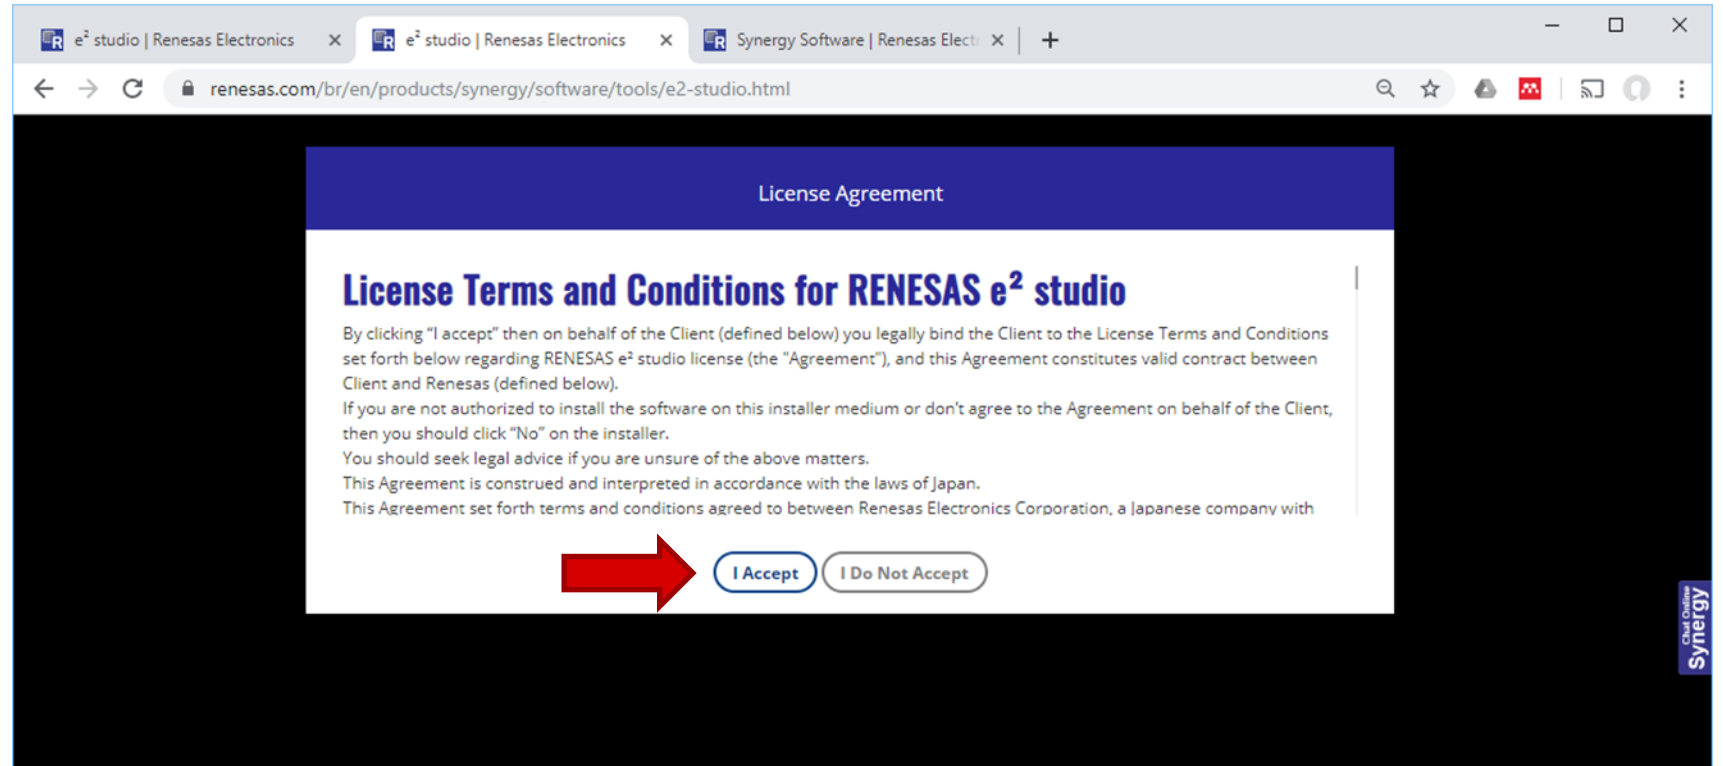 e² studio | Renesas Electronics
e² studio | Renesas Electronics
Synergy Software | Renesas Elect
renesas.com/br/en/products/synergy/software/tools/e2-studio.html
License Agreement
License Terms and Conditions for RENESAS e² studio
By clicking “I accept” then on behalf of the Client (defined below) you legally bind the Client to the License Terms and Conditions
set forth below regarding RENESAS e² studio license (the "Agreement"), and this Agreement constitutes valid contract between
Client and Renesas (defined below).
If you are not authorized to install the software on this installer medium or don’t agree to the Agreement on behalf of the Client,
then you should click “No” on the installer.
You should seek legal advice if you are unsure of the above matters.
This Agreement is construed and interpreted in accordance with the laws of Japan.
This Agreement set forth terms and conditions agreed to between Renesas Electronics Corporation, a Japanese company with
I Accept
I Do Not Accept
Chat Online
Synergy